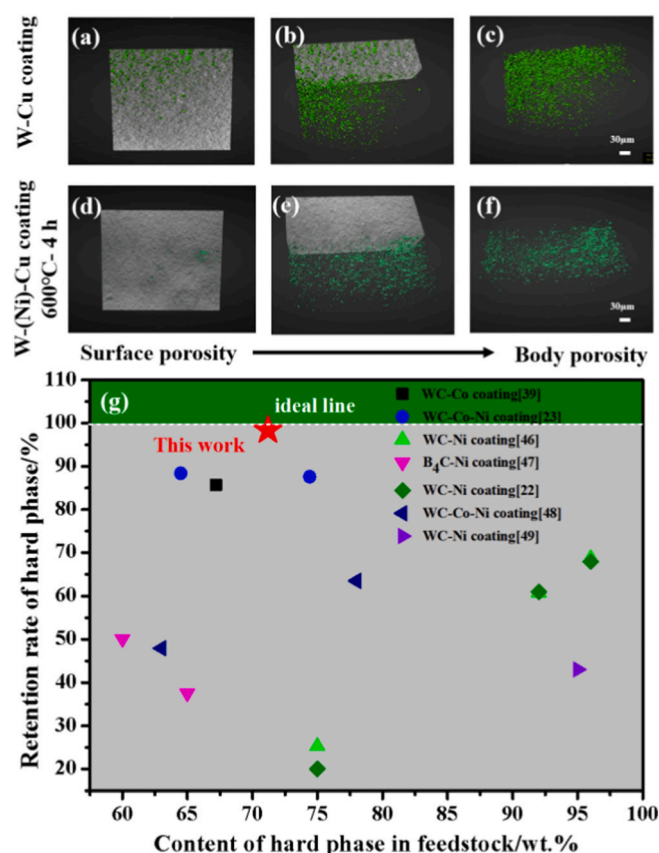 W-Cu coating
(a)
(b)
(c)
30μm
W-(Ni)-Cu coating
600°C- 4 h
(d)
(e)
(f)
30μm
Surface porosity
Body porosity
(g)
ideal line
This work
WC-Co coating[39]
WC-Co-Ni coating[23]
WC-Ni coating[46]
B₄C-Ni coating[47]
WC-Ni coating[22]
WC-Co-Ni coating[48]
WC-Ni coating[49]
Retention rate of hard phase/%
110
100
90
80
70
60
50
40
30
20
60
65
70
75
80
85
90
95
100
Content of hard phase in feedstock/wt.%